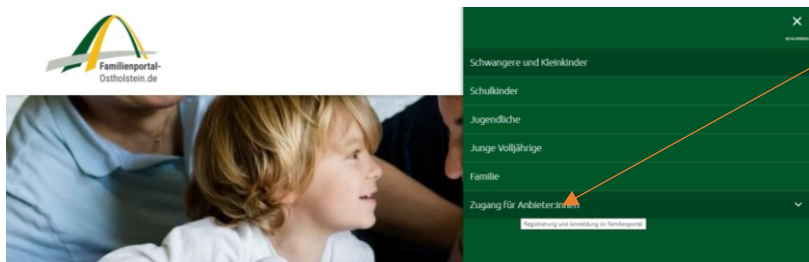 Familienportal-
Ostholstein.de
SCHLIESSEN
Schwangere und Kleinkinder
Schulkinder
Jugendliche
Junge Volljährige
Familie
Zugang für Anbieter:innen
Registrierung und Anmeldung im Familienportal